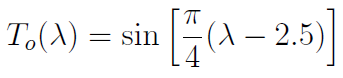 T_o(λ) = sin [π/4 (λ − 2.5)]